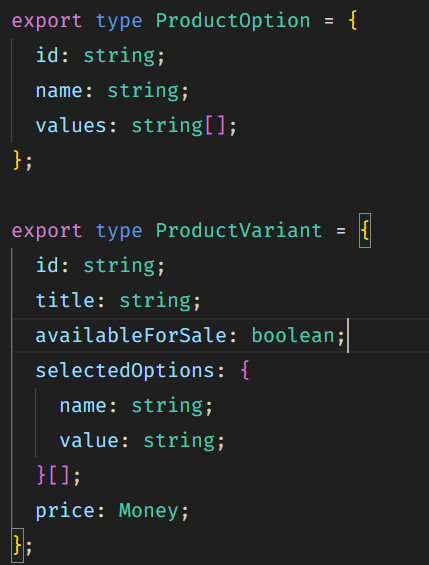 export type ProductOption = {
  id: string;
  name: string;
  values: string[];
};

export type ProductVariant = {
  id: string;
  title: string;
  availableForSale: boolean;
  selectedOptions: {
    name: string;
    value: string;
  }[];
  price: Money;
};